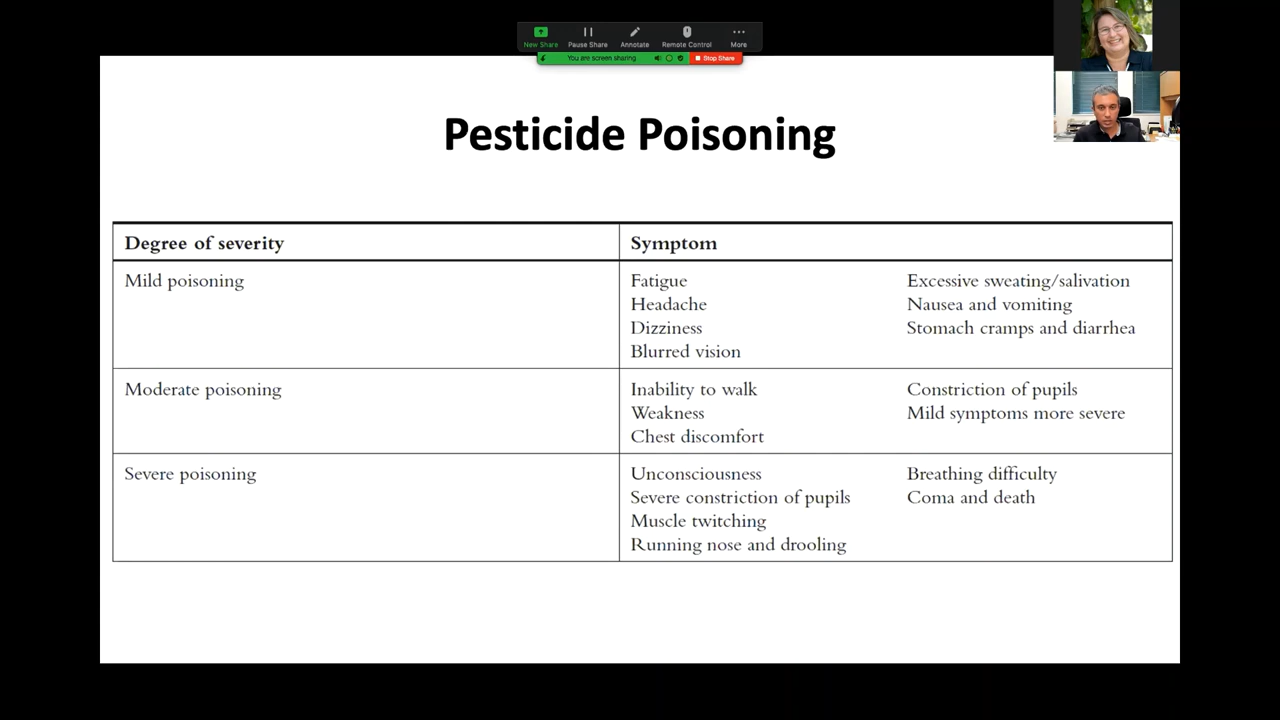 New Share Pause Share Annotate Remote Control More
You are screen sharing Stop Share
Pesticide Poisoning
Degree of severity Symptom
Mild poisoning Fatigue Excessive sweating/salivation
Headache Nausea and vomiting
Dizziness Stomach cramps and diarrhea
Blurred vision
Moderate poisoning Inability to walk Constriction of pupils
Weakness Mild symptoms more severe
Chest discomfort
Severe poisoning Unconsciousness Breathing difficulty
Severe constriction of pupils Coma and death
Muscle twitching
Running nose and drooling